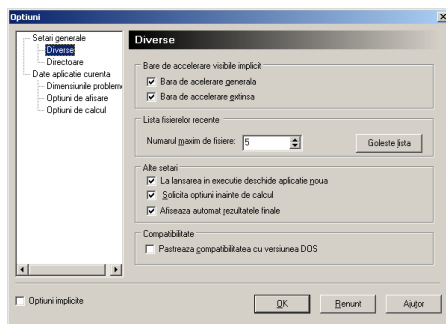 Optiuni
Setari generale
Diverse
Directoare
Date aplicatie curenta
Dimensiunile probleme
Optiuni de afisare
Optiuni de calcul
Diverse
Bare de accelerare visibile implicit
Bara de acelerare generala
Bara de accelerare extinsa
Lista fisierelor recente
Numarul maxim de fisiere: 5
Goleste lista
Alte setari
La lansarea in executie deschide aplicatie noua
Solicita optiuni inainte de calcul
Afiseaza automat rezultatele finale
Compatibilitate
Pastreaza compatibilitatea cu versiunea DOS
Optiuni implicite
OK
Renunt
Ajutor